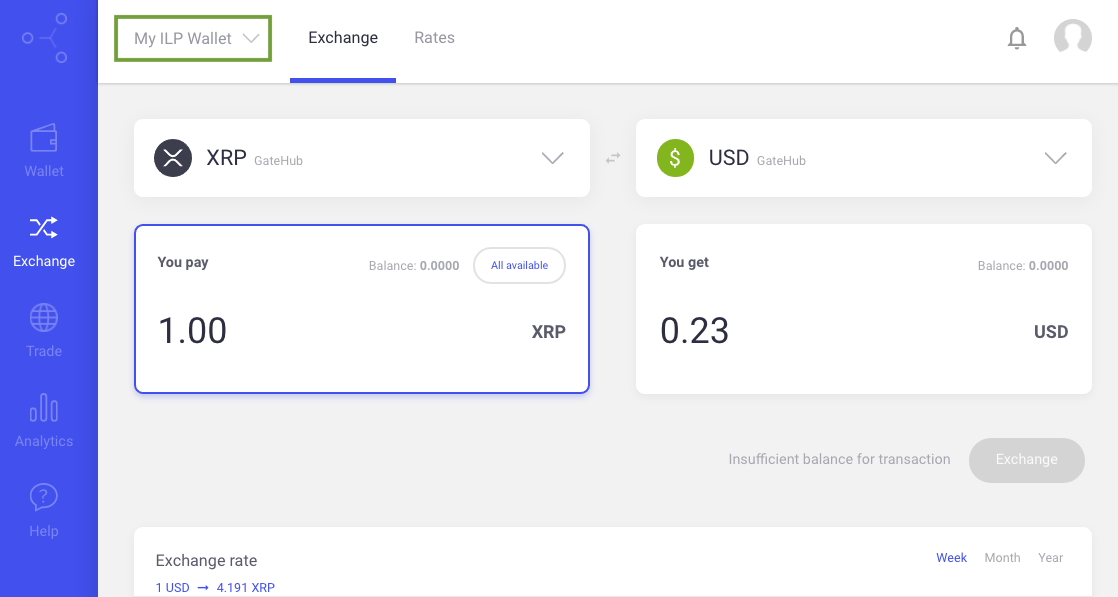 My ILP Wallet
Exchange
Rates
Wallet
Exchange
Trade
Analytics
Help
XRP GateHub
$ USD GateHub
You pay
Balance: 0.0000
All available
1.00
XRP
You get
Balance: 0.0000
0.23
USD
Insufficient balance for transaction
Exchange
Exchange rate
Week
Month
Year
1 USD → 4.191 XRP